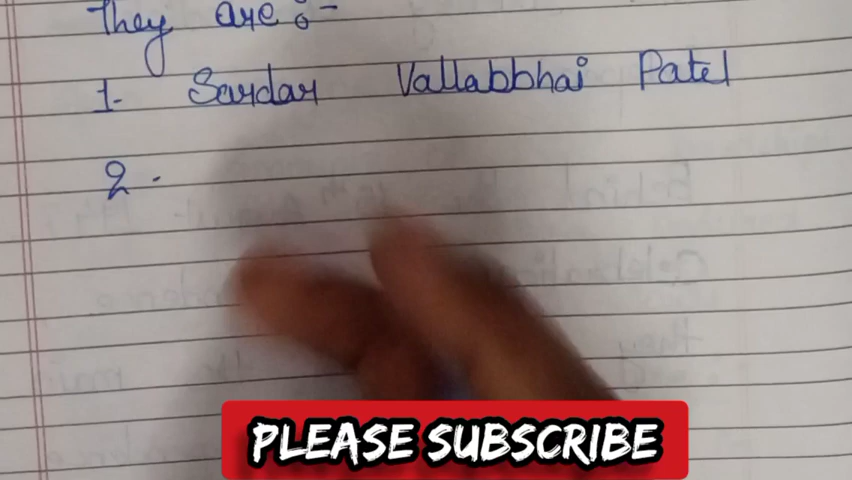 They are :-
1. Sardar Vallabbhai Patel
2.
PLEASE SUBSCRIBE